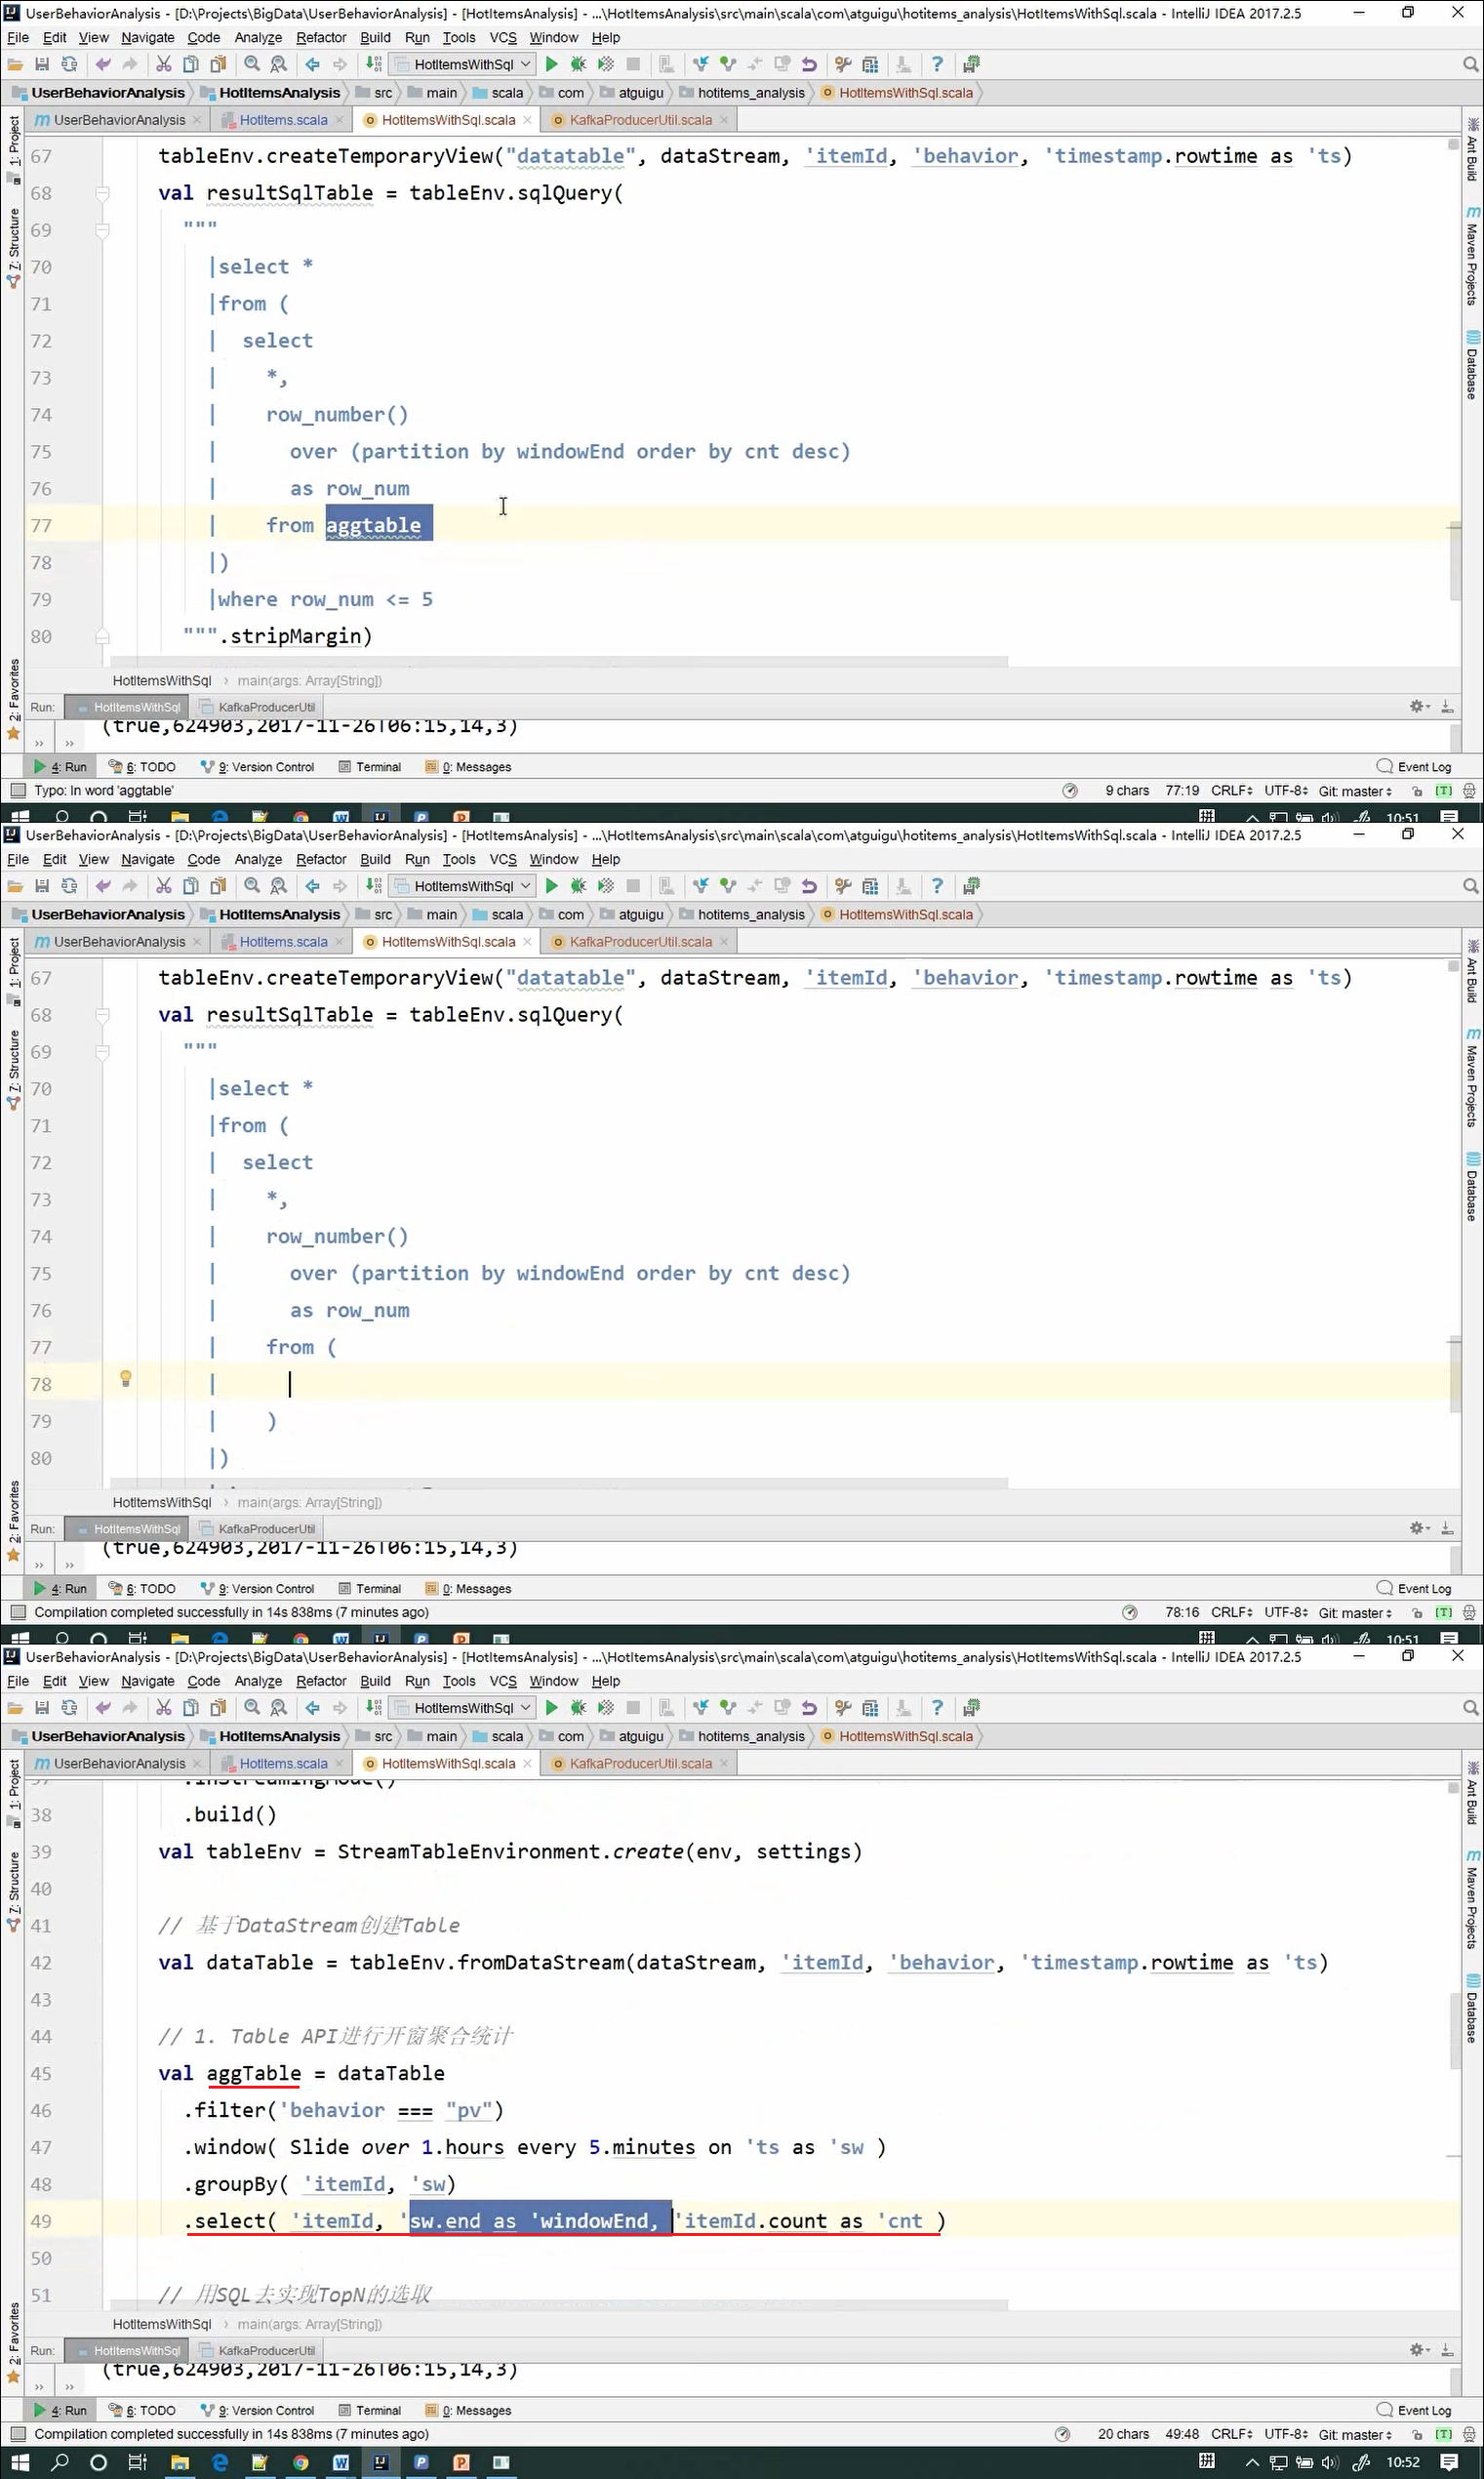 UserBehaviorAnalysis - [D:\Projects\BigData\UserBehaviorAnalysis] - [HotItemsAnalysis] - ...\HotItemsAnalysis\src\main\scala\com\atguigu\hotitems_analysis\HotItemsWithSql.scala - IntelliJ IDEA 2017.2.5
File Edit View Navigate Code Analyze Refactor Build Run Tools VCS Window Help
HotItemsWithSql
UserBehaviorAnalysis HotItemsAnalysis src main scala com atguigu hotitems_analysis HotItemsWithSql.scala
UserBehaviorAnalysis HotItems.scala HotItemsWithSql.scala KafkaProducerUtil.scala
1: Project
7: Structure
2: Favorites
Ant Build
Maven Projects
Database
67 tableEnv.createTemporaryView("datatable", dataStream, 'itemId, 'behavior, 'timestamp.rowtime as 'ts)
68 val resultSqlTable = tableEnv.sqlQuery(
69 """
70 |select *
71 |from (
72 | select
73 | *,
74 | row_number()
75 | over (partition by windowEnd order by cnt desc)
76 | as row_num
77 | from aggtable
78 |)
79 |where row_num <= 5
80 """.stripMargin)
HotItemsWithSql › main(args: Array[String])
Run: HotItemsWithSql KafkaProducerUtil
(true,624903,2017-11-26T06:15,14,3)
4: Run 6: TODO 9: Version Control Terminal 0: Messages Event Log
Typo: In word 'aggtable' 9 chars 77:19 CRLF UTF-8 Git: master
10:51
UserBehaviorAnalysis - [D:\Projects\BigData\UserBehaviorAnalysis] - [HotItemsAnalysis] - ...\HotItemsAnalysis\src\main\scala\com\atguigu\hotitems_analysis\HotItemsWithSql.scala - IntelliJ IDEA 2017.2.5
File Edit View Navigate Code Analyze Refactor Build Run Tools VCS Window Help
HotItemsWithSql
UserBehaviorAnalysis HotItemsAnalysis src main scala com atguigu hotitems_analysis HotItemsWithSql.scala
UserBehaviorAnalysis HotItems.scala HotItemsWithSql.scala KafkaProducerUtil.scala
1: Project
7: Structure
2: Favorites
Ant Build
Maven Projects
Database
67 tableEnv.createTemporaryView("datatable", dataStream, 'itemId, 'behavior, 'timestamp.rowtime as 'ts)
68 val resultSqlTable = tableEnv.sqlQuery(
69 """
70 |select *
71 |from (
72 | select
73 | *,
74 | row_number()
75 | over (partition by windowEnd order by cnt desc)
76 | as row_num
77 | from (
78 |
79 | )
80 |)
HotItemsWithSql › main(args: Array[String])
Run: HotItemsWithSql KafkaProducerUtil
(true,624903,2017-11-26T06:15,14,3)
4: Run 6: TODO 9: Version Control Terminal 0: Messages Event Log
Compilation completed successfully in 14s 838ms (7 minutes ago) 78:16 CRLF UTF-8 Git: master
10:51
UserBehaviorAnalysis - [D:\Projects\BigData\UserBehaviorAnalysis] - [HotItemsAnalysis] - ...\HotItemsAnalysis\src\main\scala\com\atguigu\hotitems_analysis\HotItemsWithSql.scala - IntelliJ IDEA 2017.2.5
File Edit View Navigate Code Analyze Refactor Build Run Tools VCS Window Help
HotItemsWithSql
UserBehaviorAnalysis HotItemsAnalysis src main scala com atguigu hotitems_analysis HotItemsWithSql.scala
UserBehaviorAnalysis HotItems.scala HotItemsWithSql.scala KafkaProducerUtil.scala
1: Project
7: Structure
2: Favorites
Ant Build
Maven Projects
Database
37 .inStreamingMode()
38 .build()
39 val tableEnv = StreamTableEnvironment.create(env, settings)
40
41 // 基于DataStream创建Table
42 val dataTable = tableEnv.fromDataStream(dataStream, 'itemId, 'behavior, 'timestamp.rowtime as 'ts)
43
44 // 1. Table API进行开窗聚合统计
45 val aggTable = dataTable
46 .filter('behavior === "pv")
47 .window( Slide over 1.hours every 5.minutes on 'ts as 'sw )
48 .groupBy( 'itemId, 'sw)
49 .select( 'itemId, 'sw.end as 'windowEnd, 'itemId.count as 'cnt )
50
51 // 用SQL去实现TopN的选取
HotItemsWithSql › main(args: Array[String])
Run: HotItemsWithSql KafkaProducerUtil
(true,624903,2017-11-26T06:15,14,3)
4: Run 6: TODO 9: Version Control Terminal 0: Messages Event Log
Compilation completed successfully in 14s 838ms (7 minutes ago) 20 chars 49:48 CRLF UTF-8 Git: master
拼 10:52